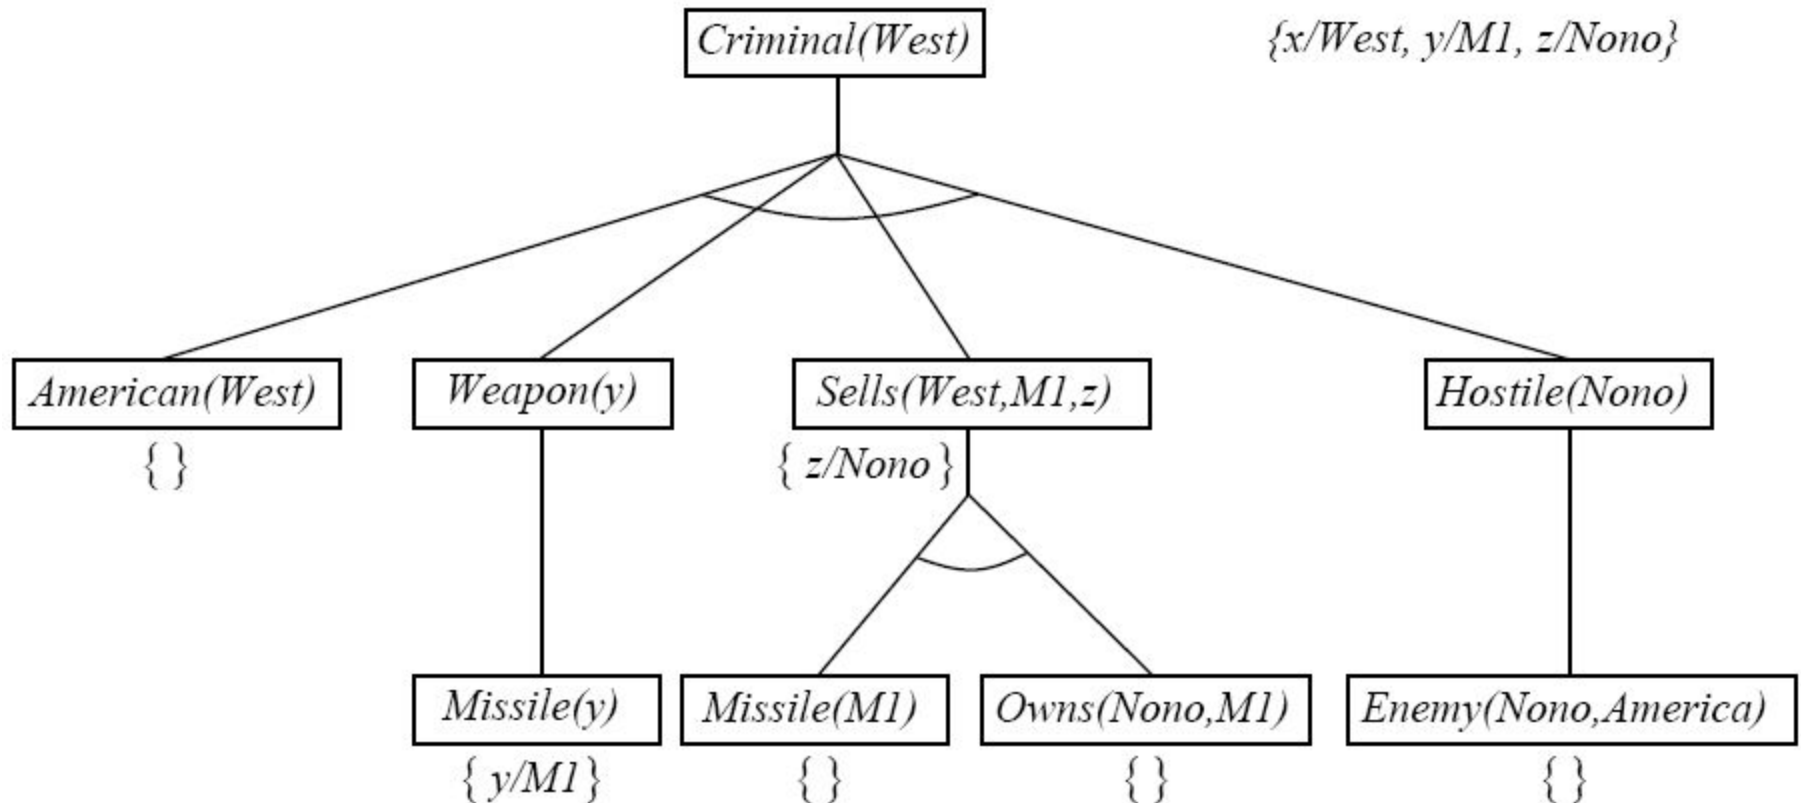 Criminal(West)
{x/West, y/M1, z/Nono}
American(West)
Weapon(y)
Sells(West,M1,z)
Hostile(Nono)
{ }
{ z/Nono }
Missile(y)
Missile(M1)
Owns(Nono,M1)
Enemy(Nono,America)
{ y/M1 }
{ }
{ }
{ }